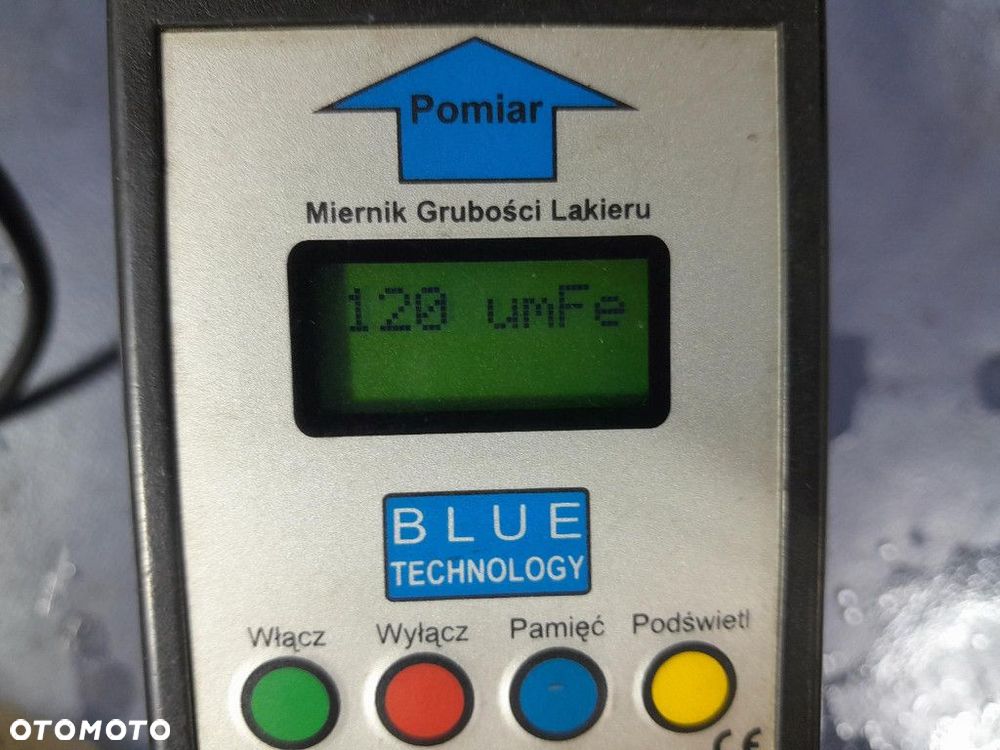 Pomiar
Miernik Grubości Lakieru
120 umFe
BLUE
TECHNOLOGY
Włącz Wyłącz Pamięć Podświetl
CE
OTOMOTO